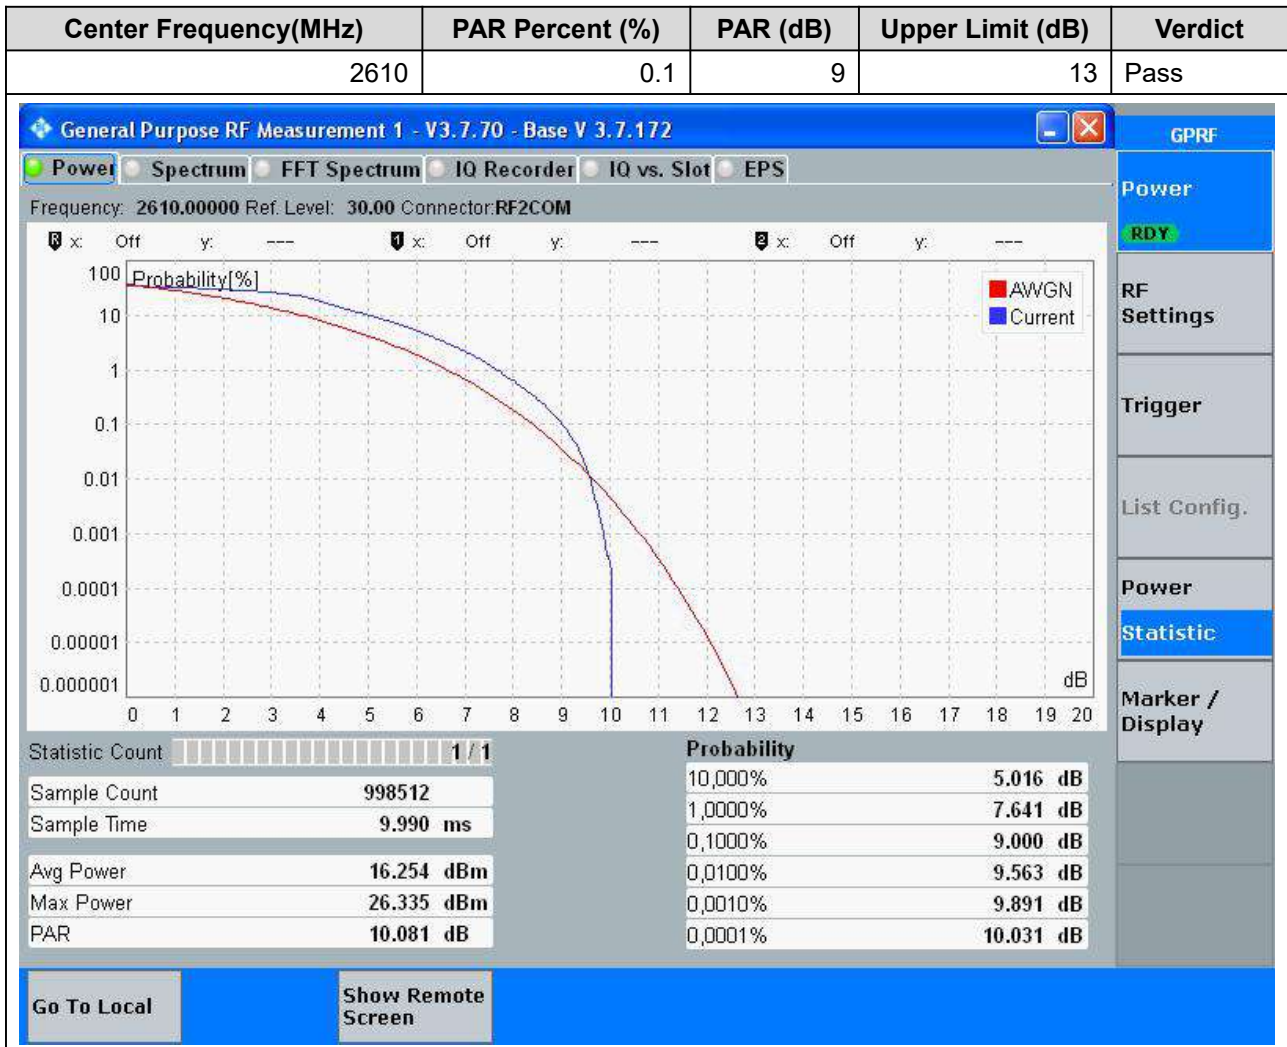 Center Frequency(MHz) PAR Percent (%) PAR (dB) Upper Limit (dB) Verdict
2610 0.1 9 13 Pass
General Purpose RF Measurement 1 - V3.7.70 - Base V 3.7.172
GPRF
Power Spectrum FFT Spectrum IQ Recorder IQ vs. Slot EPS
Power
RDY
Frequency: 2610.00000 Ref. Level: 30.00 Connector:RF2COM
R x: Off y: --- 1 x: Off y: --- 2 x: Off y: ---
Probability[%]
AWGN
Current
100
10
1
0.1
0.01
0.001
0.0001
0.00001
0.000001
dB
0 1 2 3 4 5 6 7 8 9 10 11 12 13 14 15 16 17 18 19 20
RF
Settings
Trigger
List Config.
Power
Statistic
Marker /
Display
Statistic Count 1 / 1
Sample Count 998512
Sample Time 9.990 ms
Avg Power 16.254 dBm
Max Power 26.335 dBm
PAR 10.081 dB
Probability
10,000% 5.016 dB
1,0000% 7.641 dB
0,1000% 9.000 dB
0,0100% 9.563 dB
0,0010% 9.891 dB
0,0001% 10.031 dB
Go To Local
Show Remote
Screen